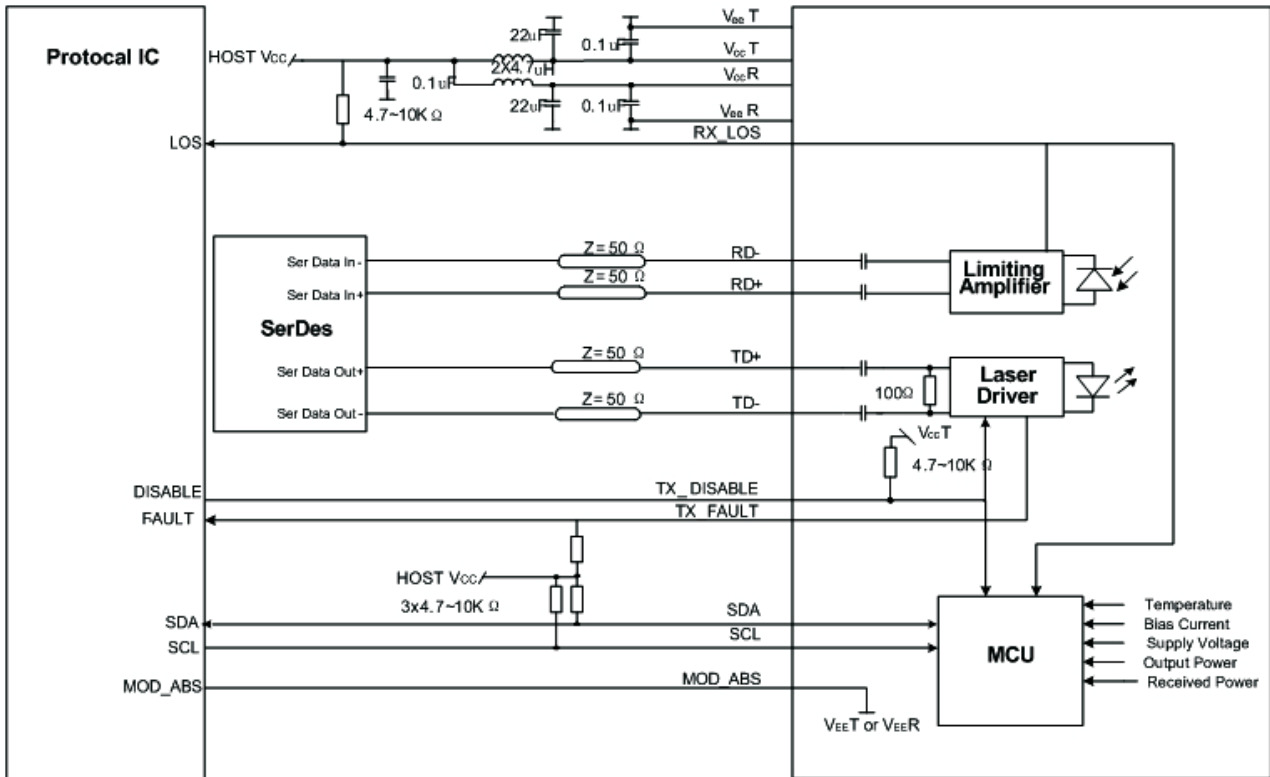 Protocal IC
HOST Vcc
22uF
0.1uF
VeeT
VccT
2X4.7uH
0.1uF
VccR
4.7~10K Ω
22uF
0.1uF
VeeR
LOS
RX_LOS
Z=50 Ω
RD-
Ser Data In -
Z=50 Ω
RD+
Ser Data In+
Limiting
Amplifier
SerDes
Z=50 Ω
TD+
Ser Data Out+
Laser
Driver
100Ω
Z=50 Ω
TD-
Ser Data Out-
VccT
4.7~10K Ω
DISABLE
TX_DISABLE
FAULT
TX_FAULT
HOST Vcc
3x4.7~10K Ω
SDA
SDA
SCL
SCL
MCU
Temperature
Bias Current
Supply Voltage
Output Power
Received Power
MOD_ABS
MOD_ABS
VEET or VEER